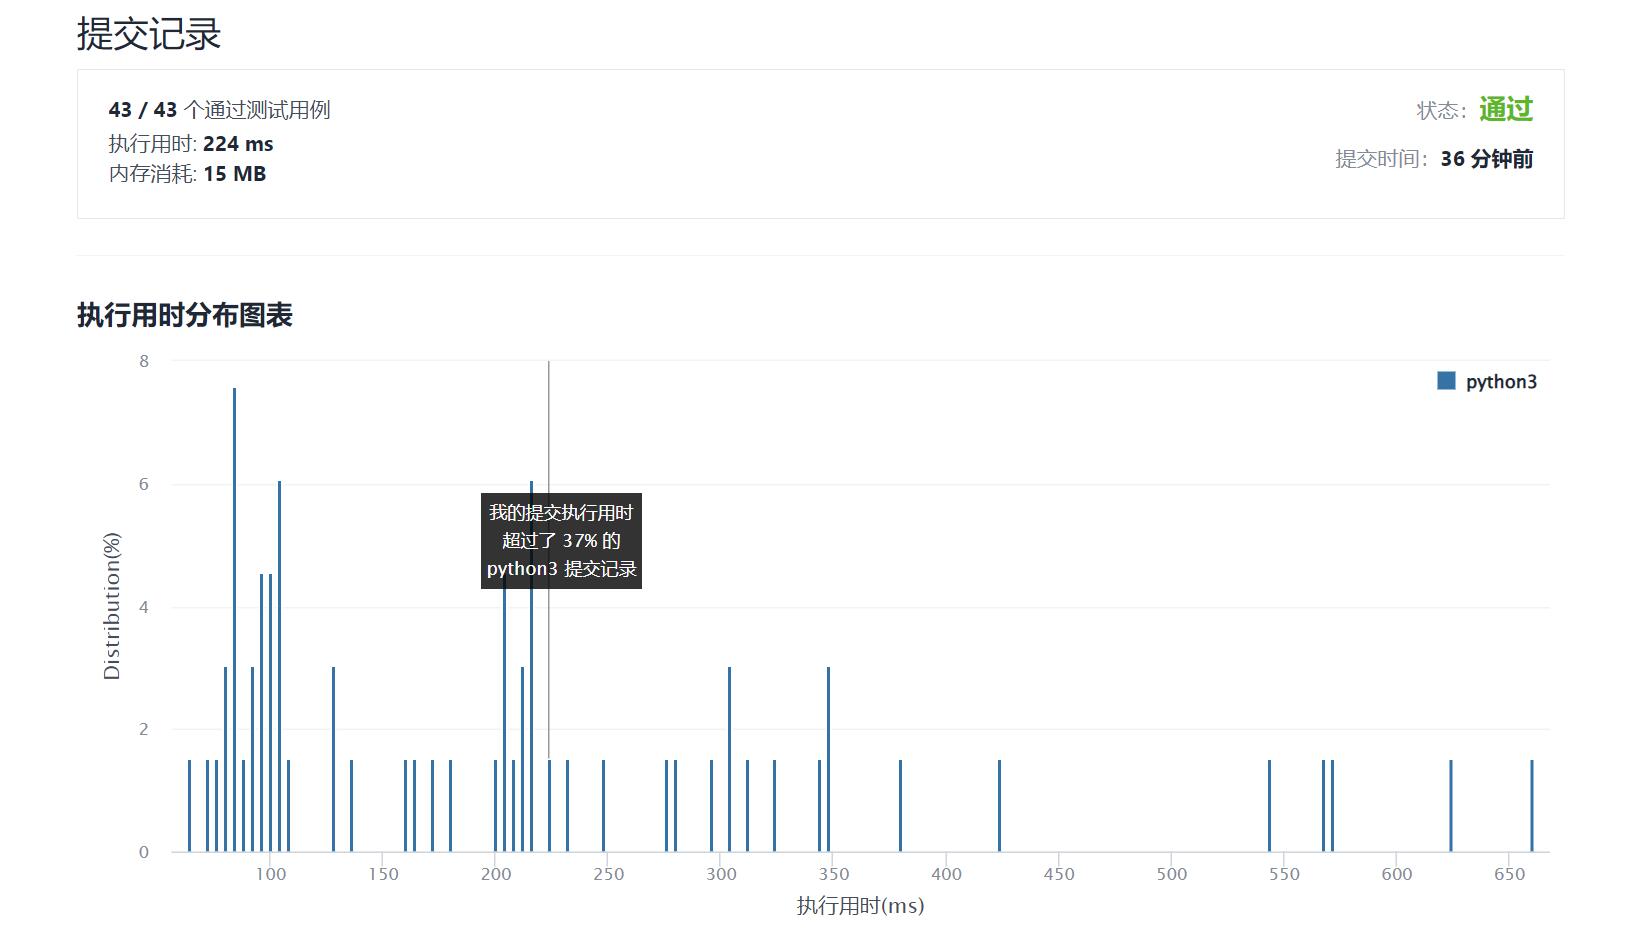 提交记录
43 / 43 个通过测试用例
状态：通过
执行用时: 224 ms
提交时间：36 分钟前
内存消耗: 15 MB
执行用时分布图表
8
python3
6
我的提交执行用时
超过了 37% 的
python3 提交记录
4
Distribution(%)
2
0
100 150 200 250 300 350 400 450 500 550 600 650
执行用时(ms)